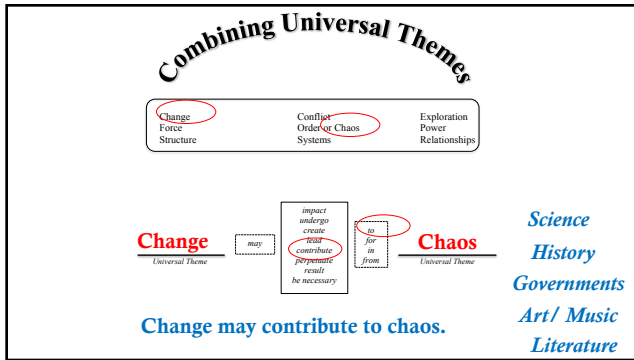 Combining Universal Themes
Change Conflict Exploration
Force Order or Chaos Power
Structure Systems Relationships
impact
undergo
create
lead
contribute
perpetuate
result
be necessary
to
for
in
from
Change
may
Chaos
Universal Theme
Universal Theme
Change may contribute to chaos.
Science
History
Governments
Art/ Music
Literature